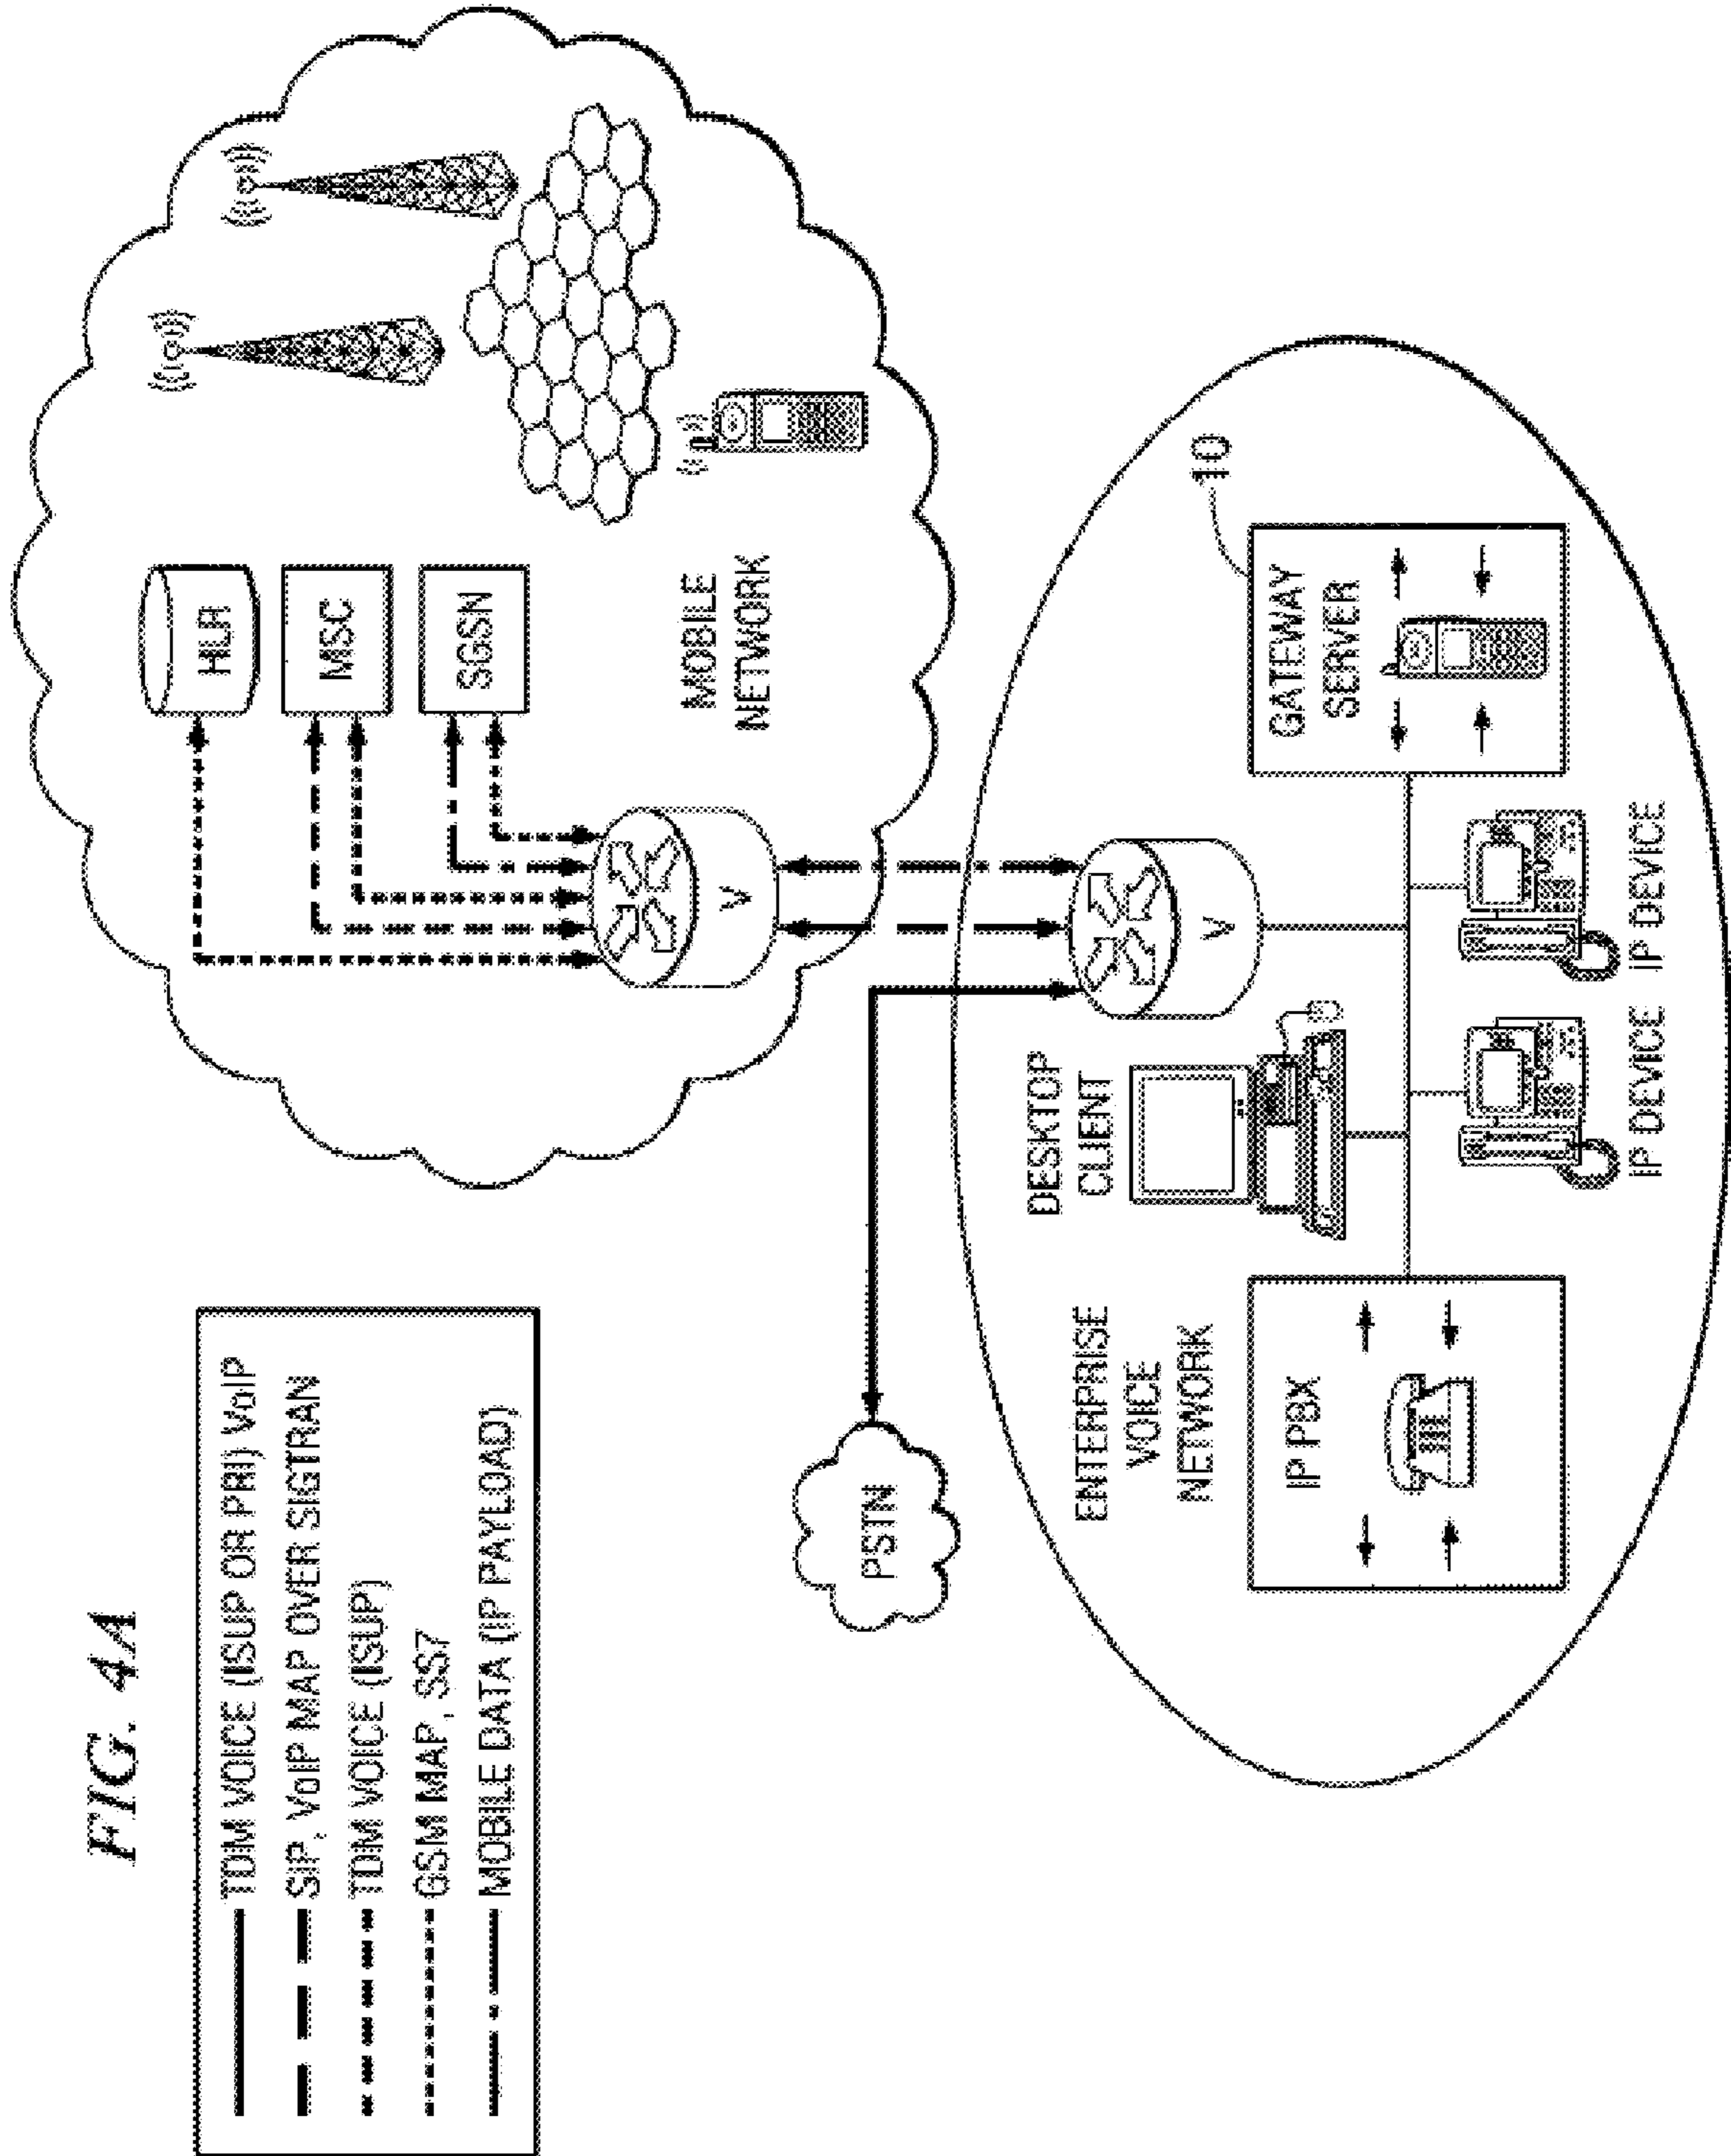 FIG. 4A
TDM VOICE (ISUP OR PRI) VoIP
SIP, VoIP MAP OVER SIGTRAN
TDM VOICE (ISUP)
GSM MAP, SS7
MOBILE DATA (IP PAYLOAD)
HLR
MSC
SGSN
MOBILE
NETWORK
V
PSTN
ENTERPRISE
VOICE
NETWORK
DESKTOP
CLIENT
V
10
IP PBX
GATEWAY
SERVER
IP DEVICE
IP DEVICE